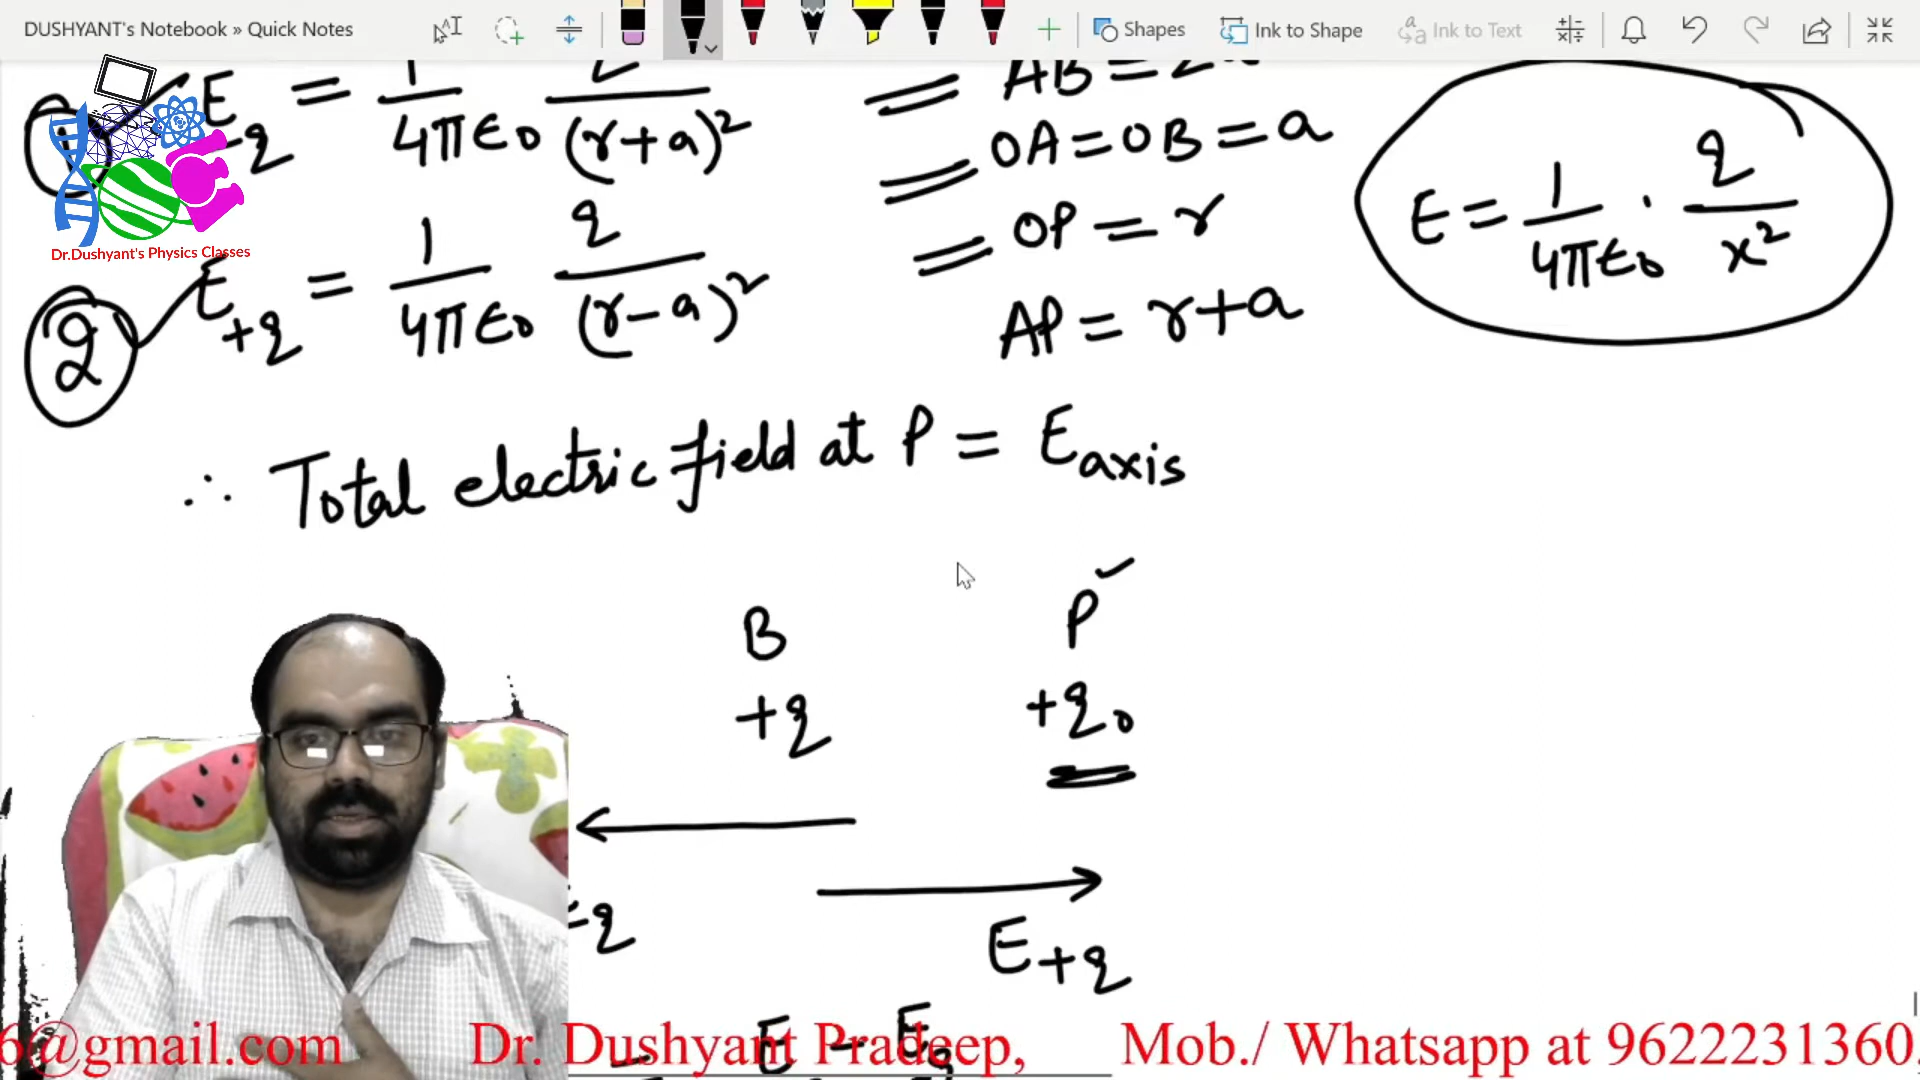 DUSHYANT's Notebook » Quick Notes
Shapes
Ink to Shape
Ink to Text
Dr.Dushyant's Physics Classes
E-q = 1/4πε0 q/(r+a)²
E+q = 1/4πε0 q/(r-a)²
2
OA = OB = a
OP = r
AP = r+a
E = 1/4πε0 · q/x²
∴ Total electric field at P = Eaxis
B
P
+q
+q0
-q
E+q
6@gmail.com Dr. Dushyant Pradeep, Mob./ Whatsapp at 9622231360,